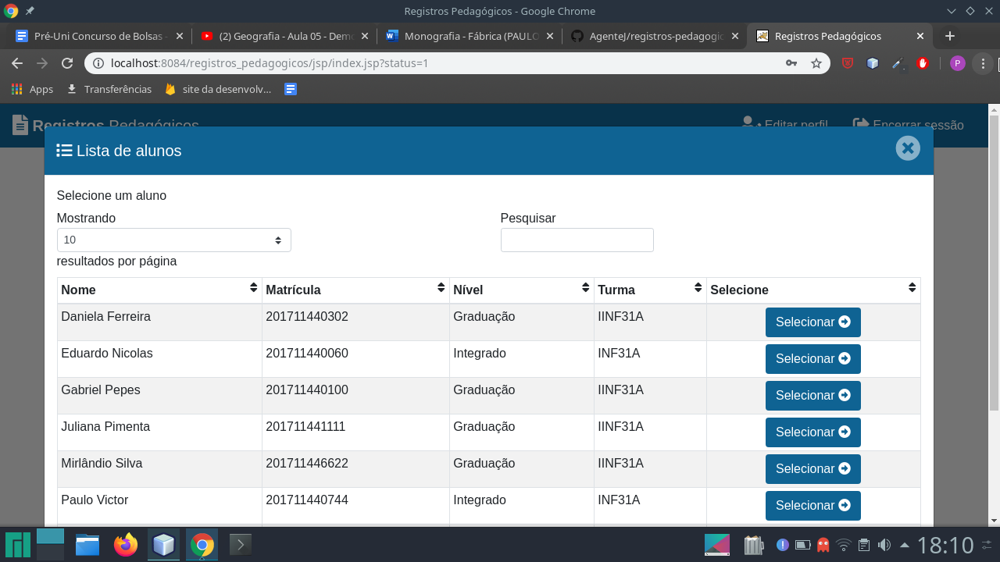 Registros Pedagógicos - Google Chrome
Pré-Uni Concurso de Bolsas -
(2) Geografia - Aula 05 - Demo
Monografia - Fábrica (PAULO
AgenteJ/registros-pedagogic
Registros Pedagógicos
localhost:8084/registros_pedagogicos/jsp/index.jsp?status=1
P
Apps
Transferências
site da desenvolv...
Registros Pedagógicos
Editar perfil
Encerrar sessão
Lista de alunos
Selecione um aluno
Mostrando
Pesquisar
10
resultados por página
Nome Matrícula Nível Turma Selecione
Daniela Ferreira 201711440302 Graduação IINF31A Selecionar
Eduardo Nicolas 201711440060 Integrado INF31A Selecionar
Gabriel Pepes 201711440100 Graduação IINF31A Selecionar
Juliana Pimenta 201711441111 Graduação IINF31A Selecionar
Mirlândio Silva 201711446622 Graduação IINF31A Selecionar
Paulo Victor 201711440744 Integrado INF31A Selecionar
18:10